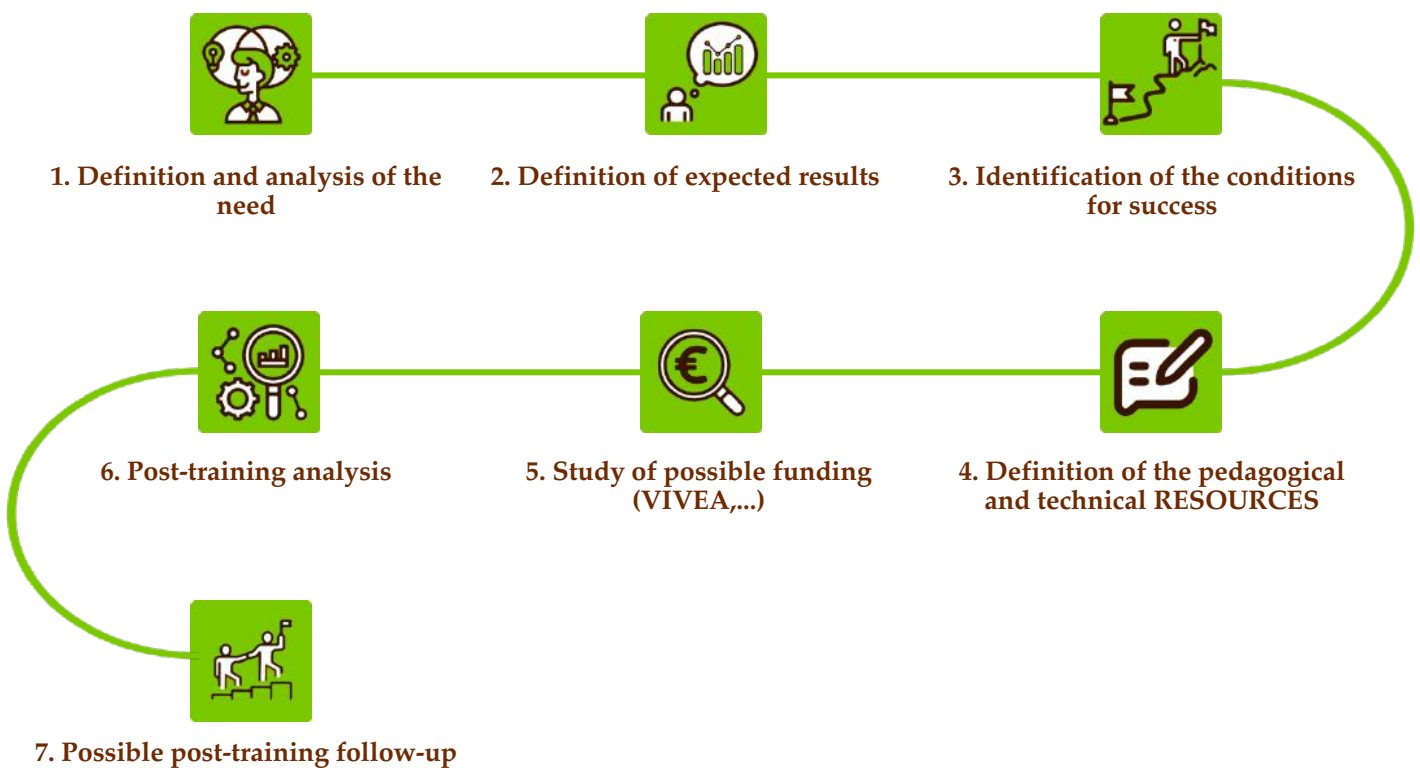 1. Definition and analysis of the
need
2. Definition of expected results
3. Identification of the conditions
for success
4. Definition of the pedagogical
and technical RESOURCES
5. Study of possible funding
(VIVEA,...)
6. Post-training analysis
7. Possible post-training follow-up